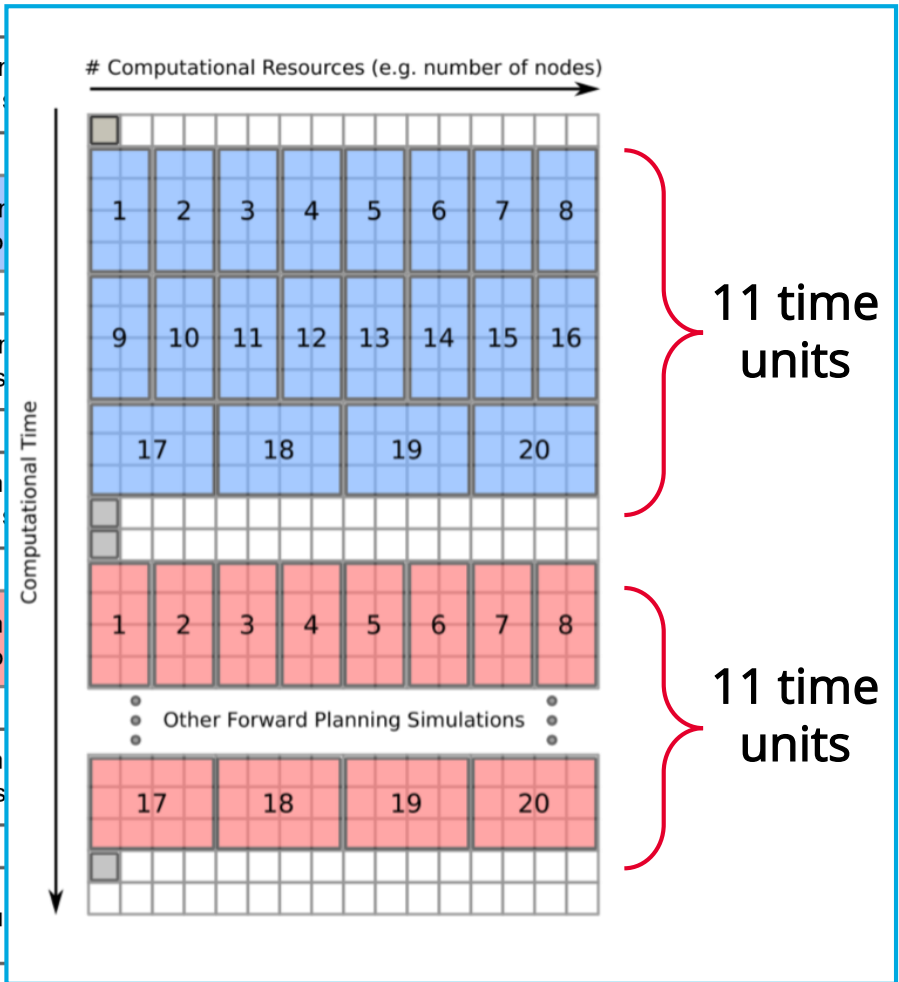 # Computational Resources (e.g. number of nodes)
Computational Time
1 2 3 4 5 6 7 8
9 10 11 12 13 14 15 16
17 18 19 20
11 time
units
1 2 3 4 5 6 7 8
Other Forward Planning Simulations
17 18 19 20
11 time
units